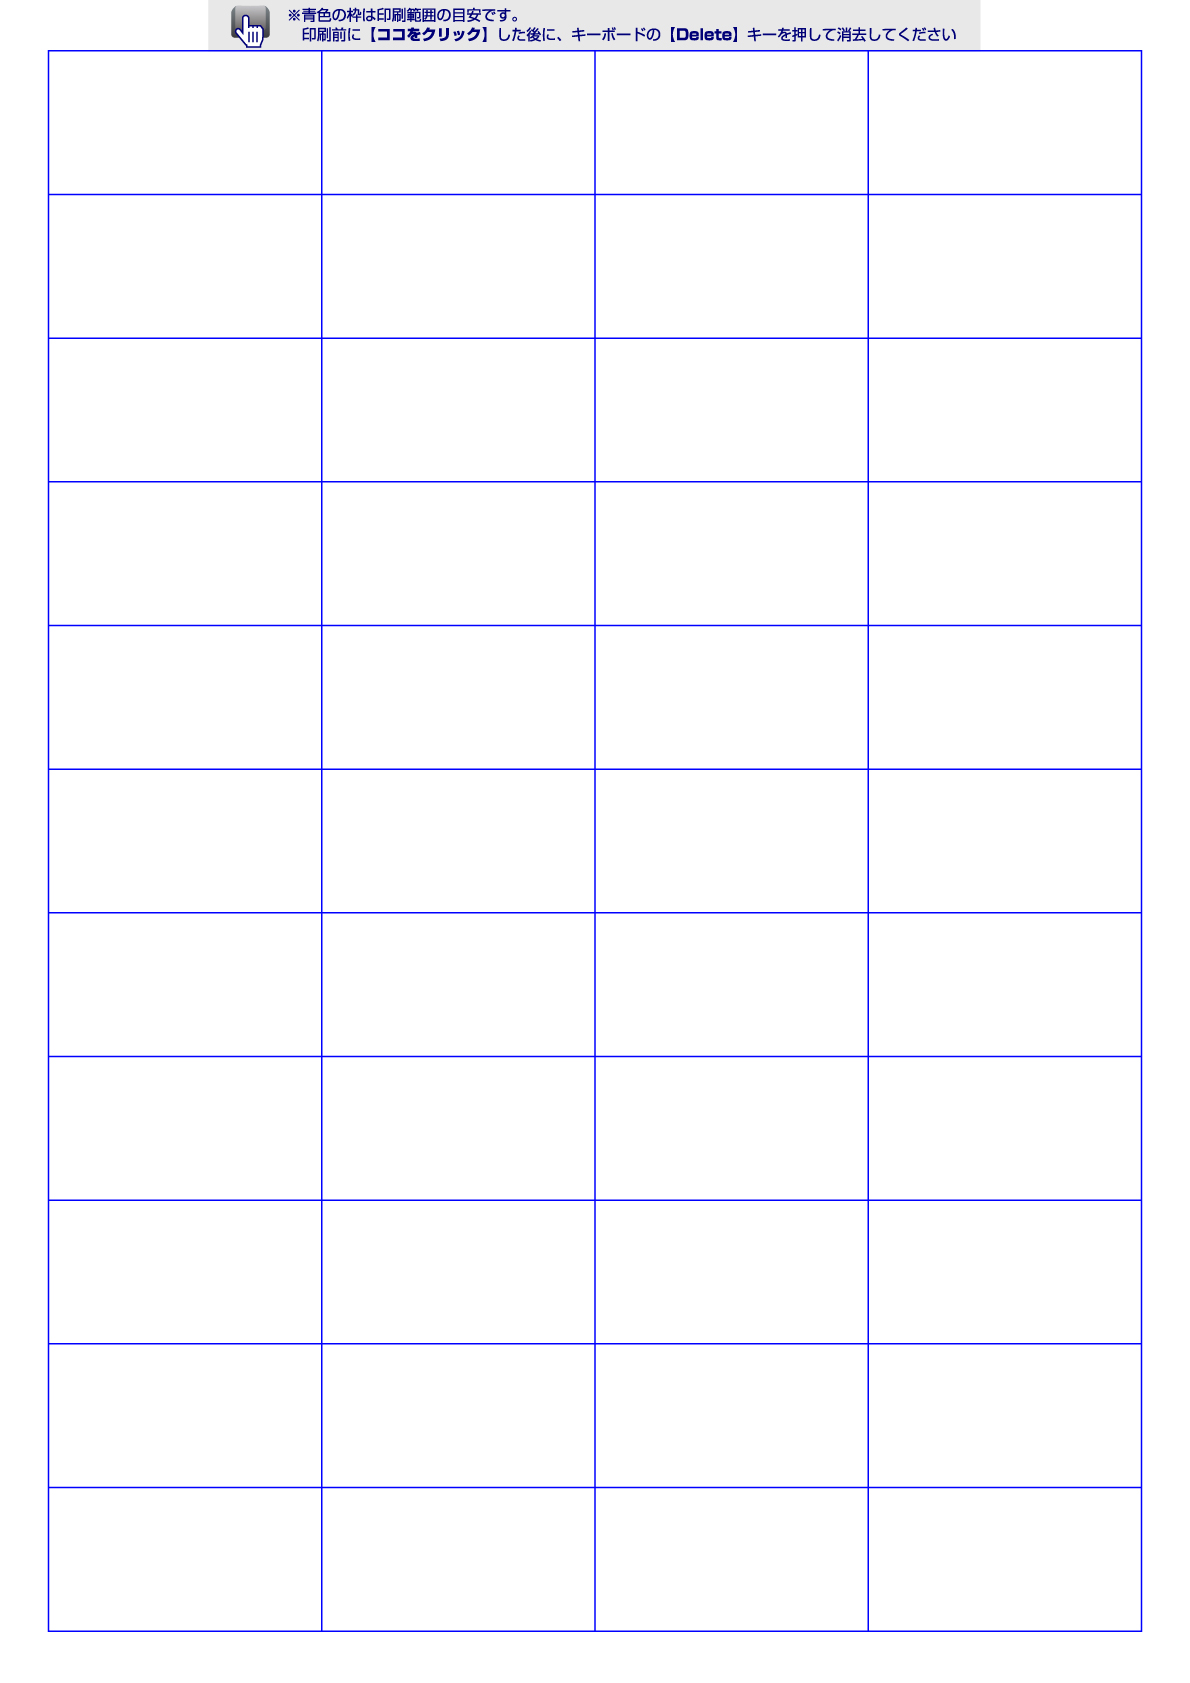 ※青色の枠は印刷範囲の目安です。
印刷前に【ココをクリック】した後に、キーボードの【Delete】キーを押して消去してください